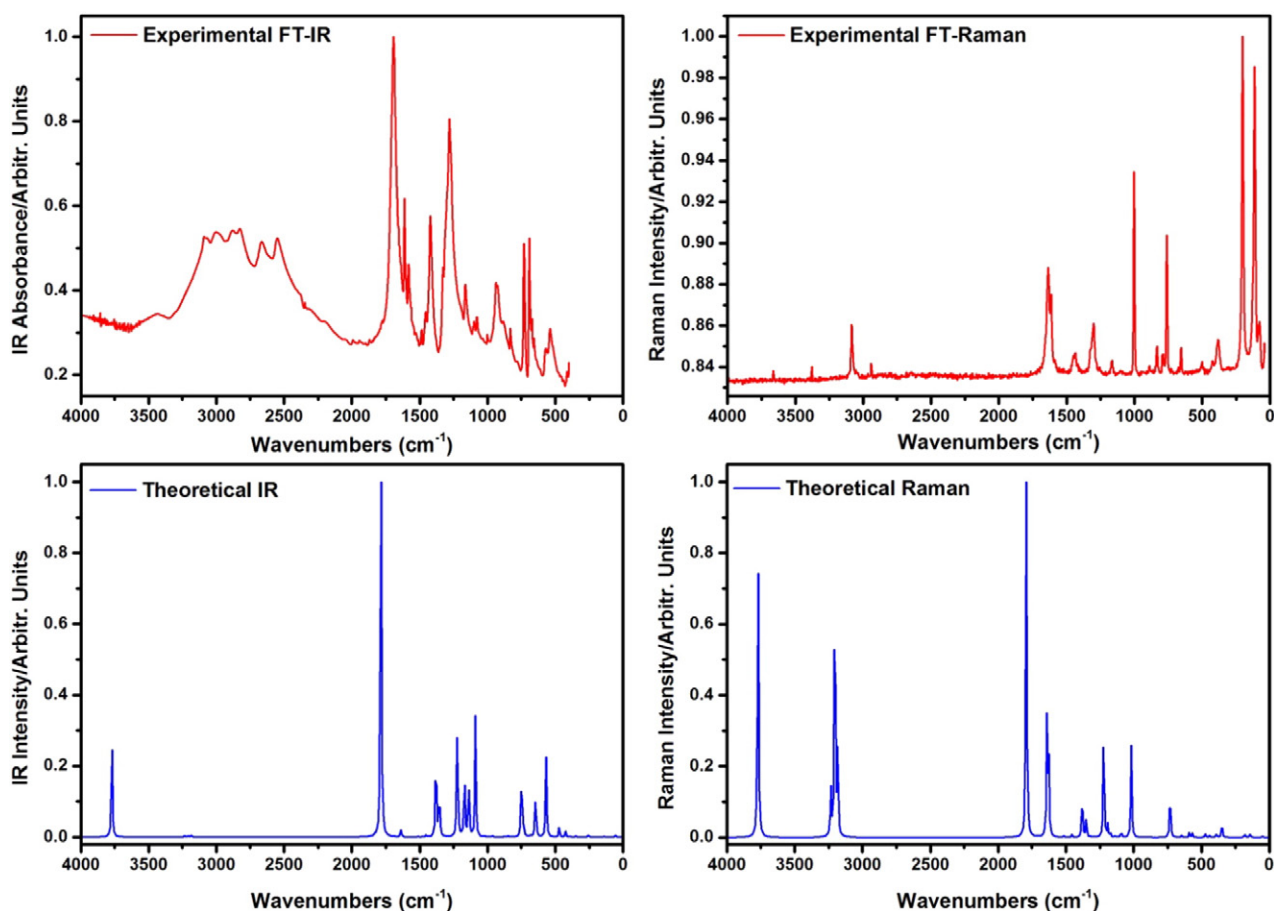 Experimental FT-IR
IR Absorbance/Arbitr. Units
1.0
0.8
0.6
0.4
0.2
4000 3500 3000 2500 2000 1500 1000 500 0
Wavenumbers (cm-1)
Experimental FT-Raman
Raman Intensity/Arbitr. Units
1.00
0.98
0.96
0.94
0.92
0.90
0.88
0.86
0.84
4000 3500 3000 2500 2000 1500 1000 500 0
Wavenumbers (cm-1)
Theoretical IR
IR Intensity/Arbitr. Units
1.0
0.8
0.6
0.4
0.2
0.0
4000 3500 3000 2500 2000 1500 1000 500 0
Wavenumbers (cm-1)
Theoretical Raman
Raman Intensity/Arbitr. Units
1.0
0.8
0.6
0.4
0.2
0.0
4000 3500 3000 2500 2000 1500 1000 500 0
Wavenumbers (cm-1)